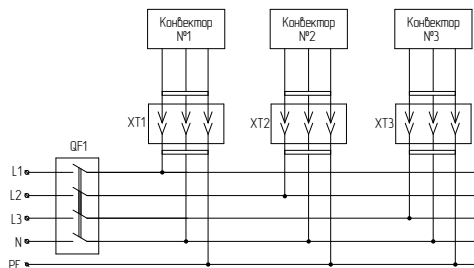 Конвектор
№1
Конвектор
№2
Конвектор
№3
XT1
XT2
XT3
QF1
L1
L2
L3
N
PE